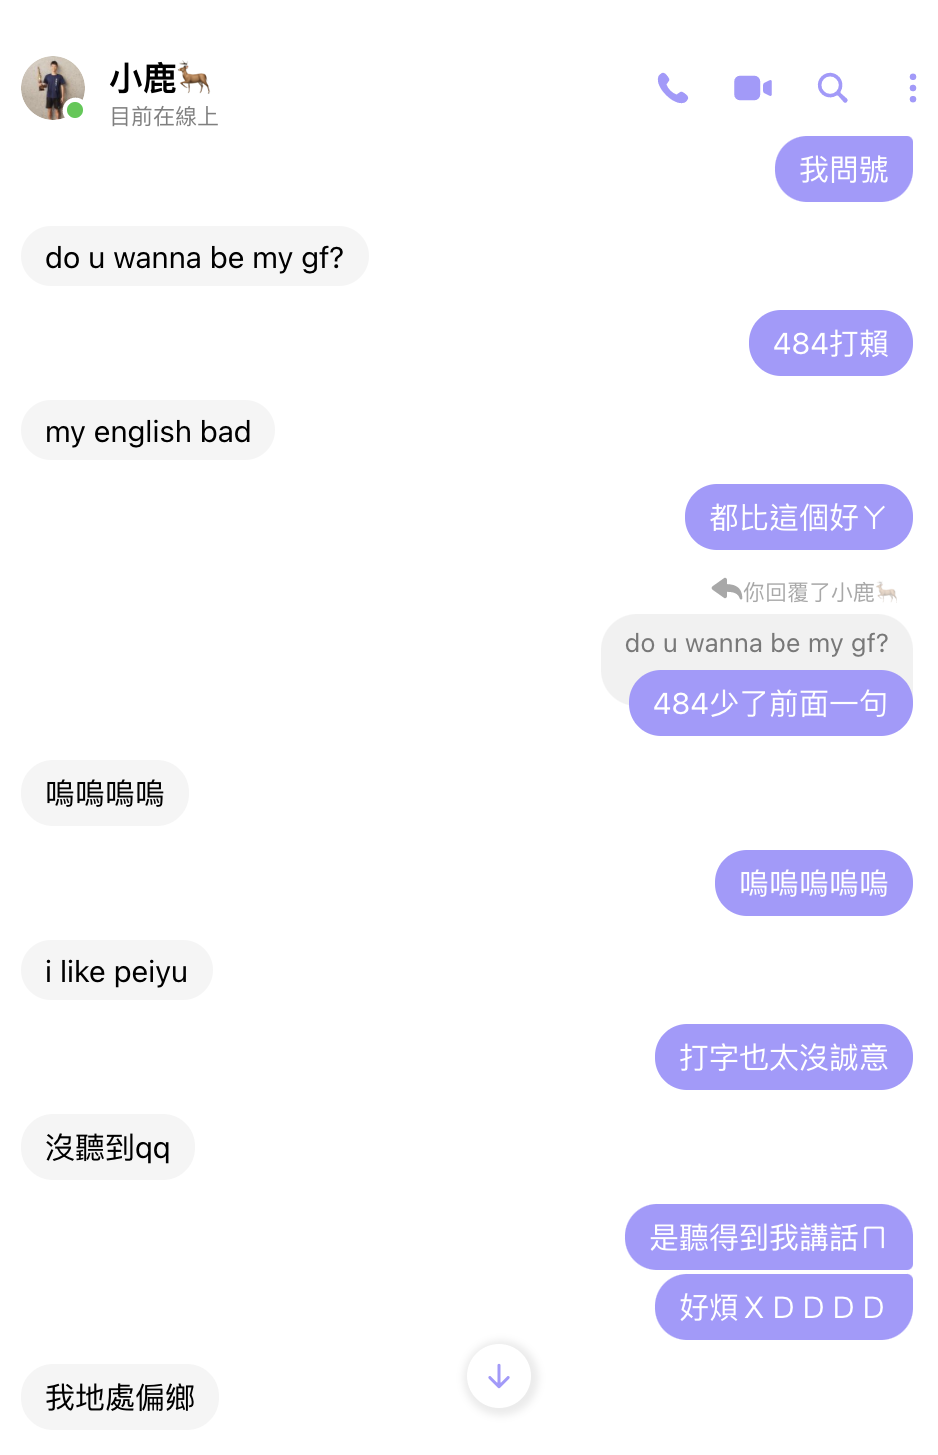 小鹿🦌
目前在線上
我問號
do u wanna be my gf?
484打賴
my english bad
都比這個好ㄚ
你回覆了小鹿🦌
do u wanna be my gf?
484少了前面一句
嗚嗚嗚嗚
嗚嗚嗚嗚嗚
i like peiyu
打字也太沒誠意
沒聽到qq
是聽得到我講話ㄇ
好煩ＸＤＤＤＤ
我地處偏鄉